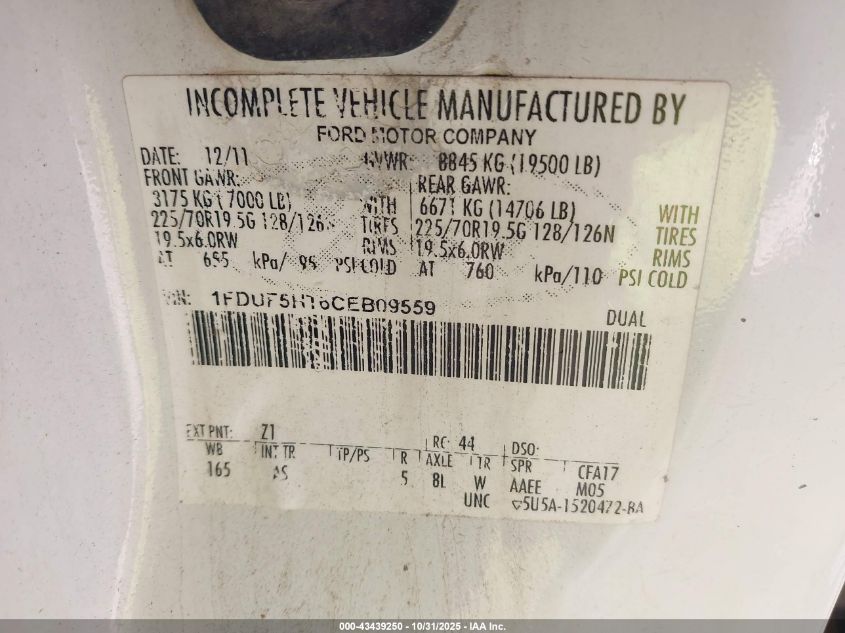 INCOMPLETE VEHICLE MANUFACTURED BY
FORD MOTOR COMPANY
DATE: 12/11 GVWR: 8845 KG (19500 LB)
FRONT GAWR: REAR GAWR:
3175 KG (7000 LB) WITH 6671 KG (14706 LB) WITH
225/70R19.5G 128/126N TIRES 225/70R19.5G 128/126N TIRES
19.5x6.0RW RIMS 19.5x6.0RW RIMS
AT 655 kPa/ 95 PSI COLD AT 760 kPa/110 PSI COLD
VIN: 1FDUF5HT6CEB09559
DUAL
EXT PNT: Z1 RC: 44 DSO:
WB INT TR TP/PS R AXLE TR SPR CFA17
165 AS 5 8L W AAEE M05
UNC 5U5A-1520472-BA
000-43439250 - 10/31/2025 - IAA Inc.